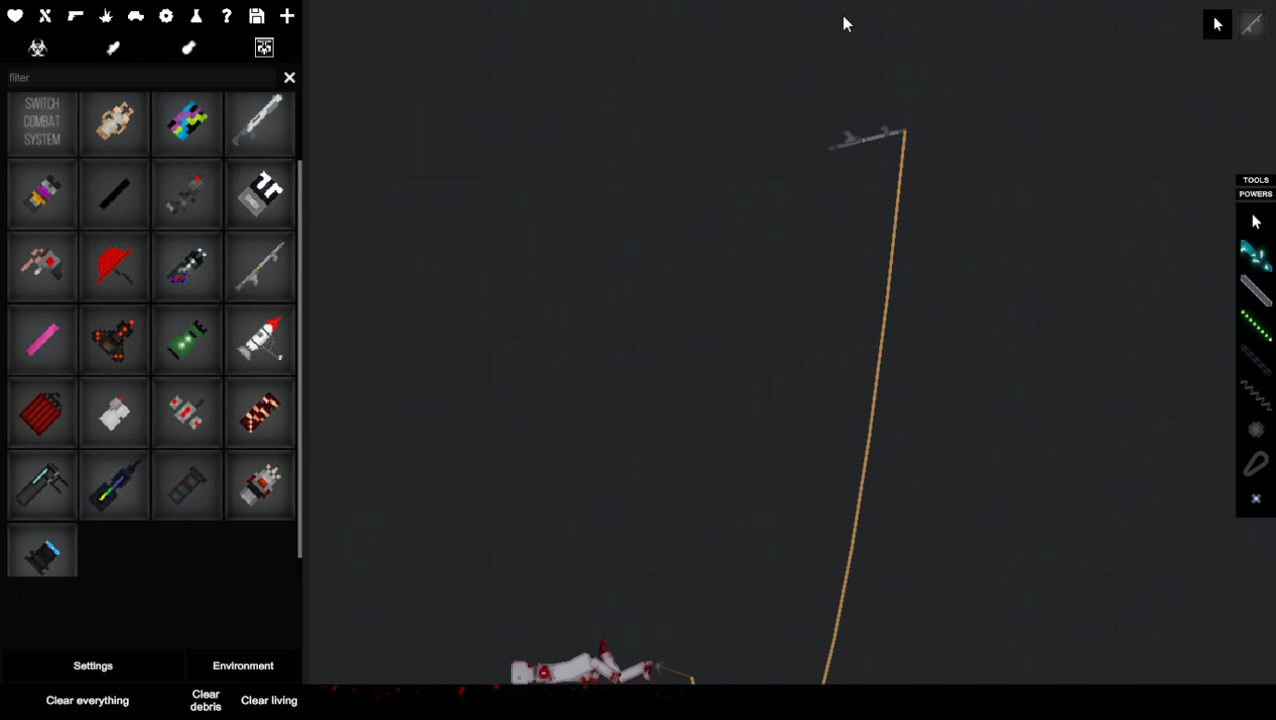 filter
SWITCH
COMBAT
SYSTEM
TOOLS
POWERS
Settings
Environment
Clear everything
Clear
debris
Clear living